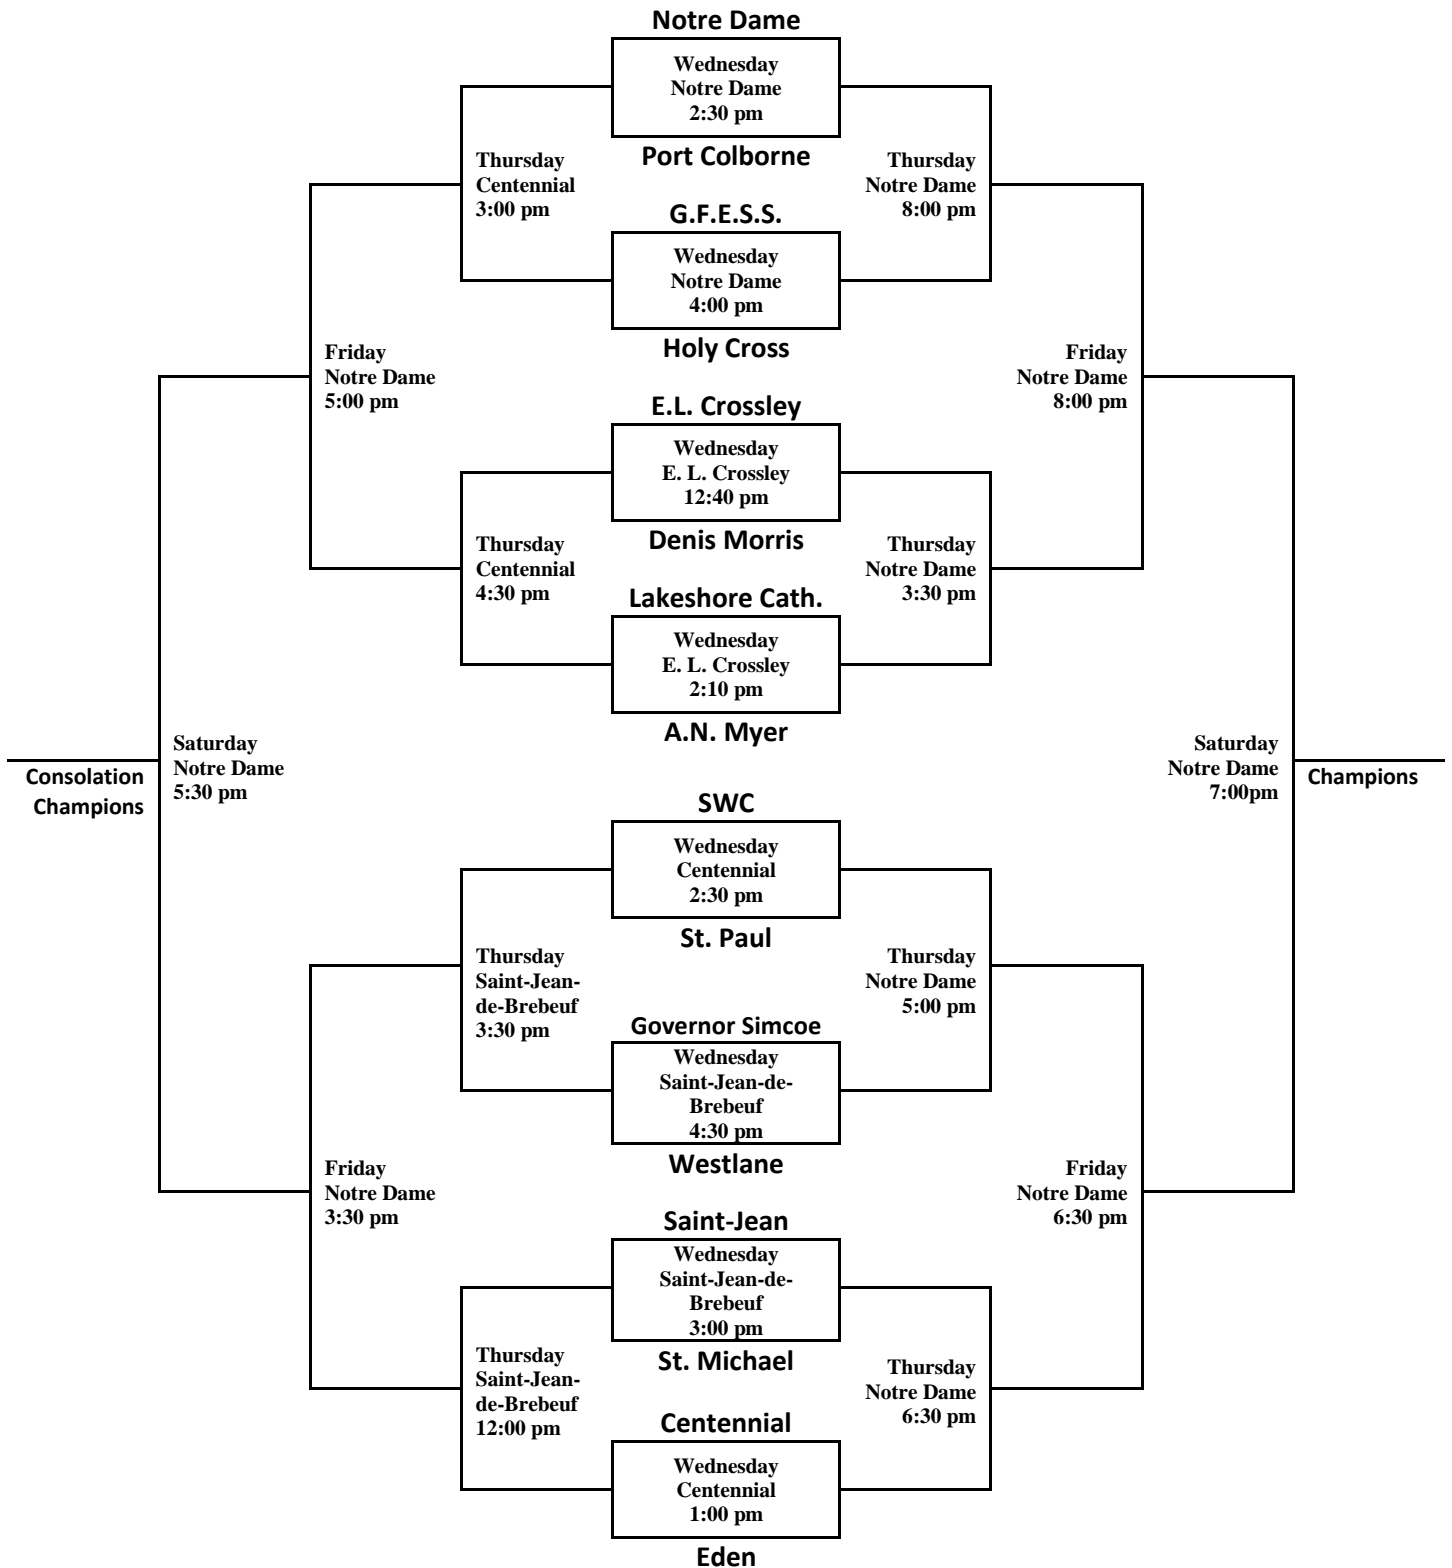 Notre Dame
Wednesday
Notre Dame
2:30 pm
Port Colborne
Thursday
Centennial
3:00 pm
Thursday
Notre Dame
8:00 pm
G.F.E.S.S.
Wednesday
Notre Dame
4:00 pm
Holy Cross
Friday
Notre Dame
5:00 pm
Friday
Notre Dame
8:00 pm
E.L. Crossley
Wednesday
E. L. Crossley
12:40 pm
Denis Morris
Thursday
Centennial
4:30 pm
Thursday
Notre Dame
3:30 pm
Lakeshore Cath.
Wednesday
E. L. Crossley
2:10 pm
A.N. Myer
Consolation
Champions
Saturday
Notre Dame
5:30 pm
Saturday
Notre Dame
7:00pm
Champions
SWC
Wednesday
Centennial
2:30 pm
St. Paul
Thursday
Saint-Jean-
de-Brebeuf
3:30 pm
Thursday
Notre Dame
5:00 pm
Governor Simcoe
Wednesday
Saint-Jean-de-
Brebeuf
4:30 pm
Westlane
Friday
Notre Dame
3:30 pm
Friday
Notre Dame
6:30 pm
Saint-Jean
Wednesday
Saint-Jean-de-
Brebeuf
3:00 pm
St. Michael
Thursday
Saint-Jean-
de-Brebeuf
12:00 pm
Thursday
Notre Dame
6:30 pm
Centennial
Wednesday
Centennial
1:00 pm
Eden